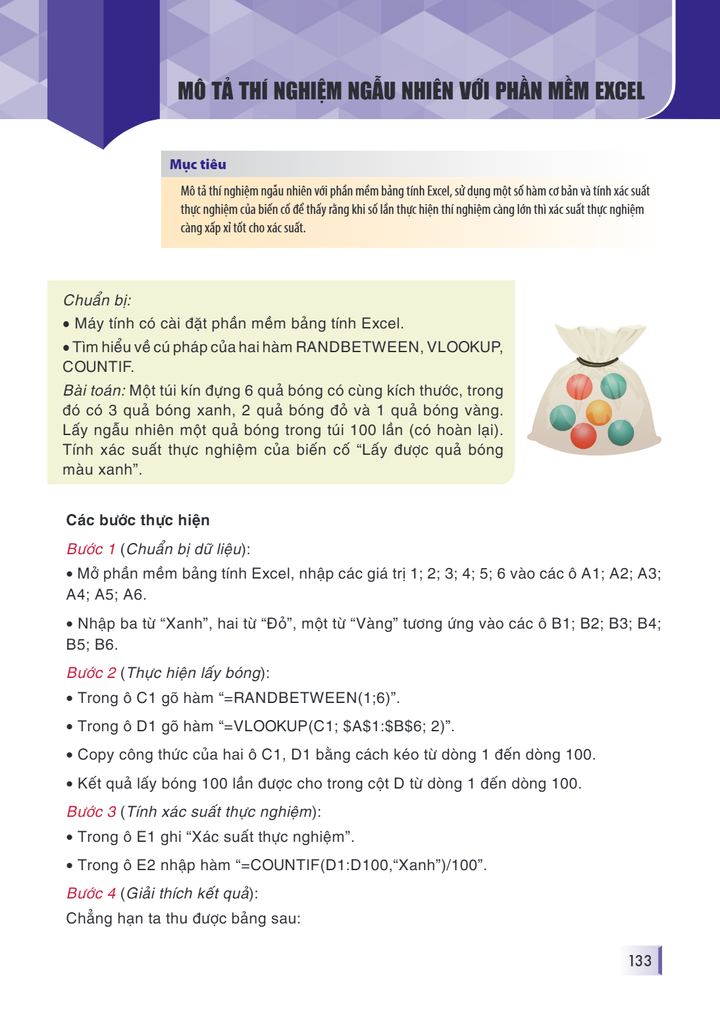 MÔ TẢ THÍ NGHIỆM NGẪU NHIÊN VỚI PHẦN MỀM EXCEL
Mục tiêu
Mô tả thí nghiệm ngẫu nhiên với phần mềm bảng tính Excel, sử dụng một số hàm cơ bản và tính xác suất
thực nghiệm của biến cố để thấy rằng khi số lần thực hiện thí nghiệm càng lớn thì xác suất thực nghiệm
càng xấp xỉ tốt cho xác suất.
Chuẩn bị:
• Máy tính có cài đặt phần mềm bảng tính Excel.
• Tìm hiểu về cú pháp của hai hàm RANDBETWEEN, VLOOKUP,
COUNTIF.
Bài toán: Một túi kín đựng 6 quả bóng có cùng kích thước, trong
đó có 3 quả bóng xanh, 2 quả bóng đỏ và 1 quả bóng vàng.
Lấy ngẫu nhiên một quả bóng trong túi 100 lần (có hoàn lại).
Tính xác suất thực nghiệm của biến cố “Lấy được quả bóng
màu xanh”.
Các bước thực hiện
Bước 1 (Chuẩn bị dữ liệu):
• Mở phần mềm bảng tính Excel, nhập các giá trị 1; 2; 3; 4; 5; 6 vào các ô A1; A2; A3;
A4; A5; A6.
• Nhập ba từ “Xanh”, hai từ “Đỏ”, một từ “Vàng” tương ứng vào các ô B1; B2; B3; B4;
B5; B6.
Bước 2 (Thực hiện lấy bóng):
• Trong ô C1 gõ hàm “=RANDBETWEEN(1;6)”.
• Trong ô D1 gõ hàm “=VLOOKUP(C1; $A$1:$B$6; 2)”.
• Copy công thức của hai ô C1, D1 bằng cách kéo từ dòng 1 đến dòng 100.
• Kết quả lấy bóng 100 lần được cho trong cột D từ dòng 1 đến dòng 100.
Bước 3 (Tính xác suất thực nghiệm):
• Trong ô E1 ghi “Xác suất thực nghiệm”.
• Trong ô E2 nhập hàm “=COUNTIF(D1:D100,“Xanh”)/100”.
Bước 4 (Giải thích kết quả):
Chẳng hạn ta thu được bảng sau:
133